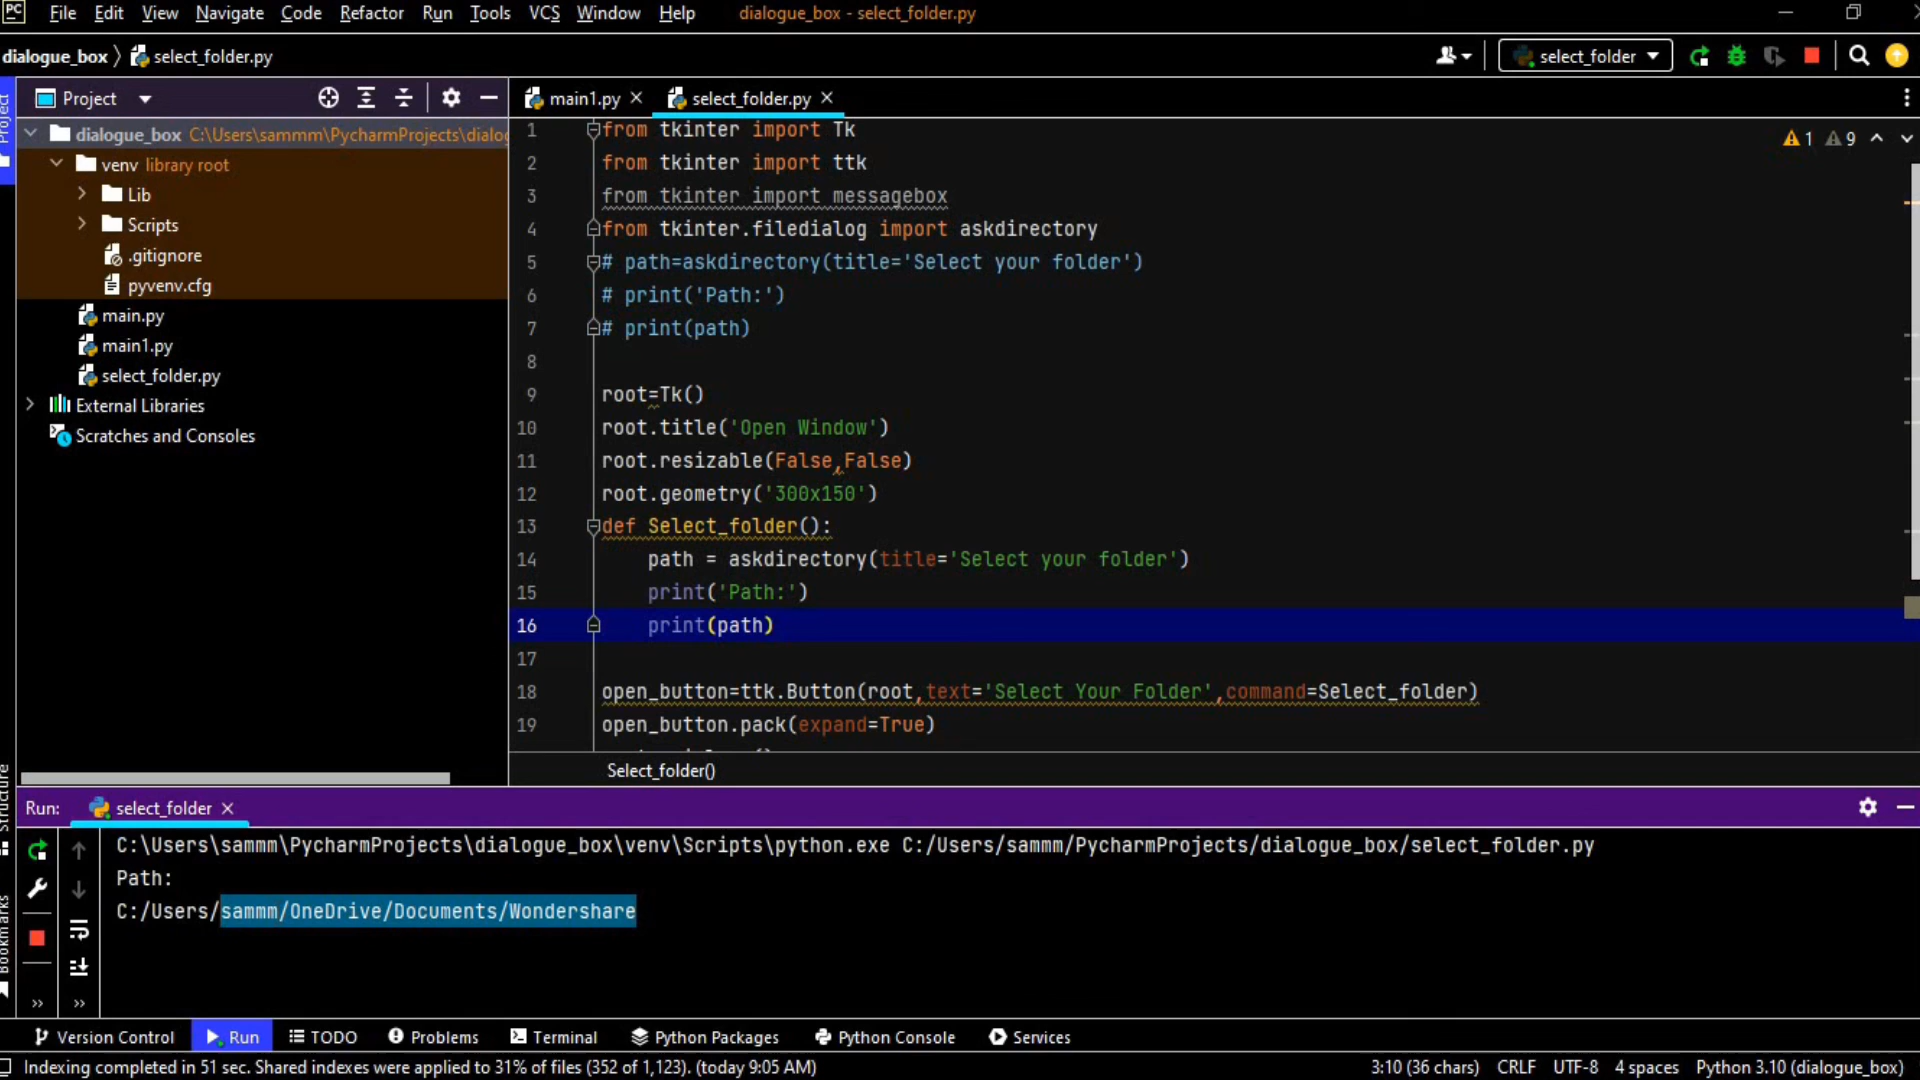 PC File Edit View Navigate Code Refactor Run Tools VCS Window Help dialogue_box - select_folder.py
dialogue_box select_folder.py select_folder
Project
Project
main1.py
select_folder.py
dialogue_box C:\Users\sammm\PycharmProjects\dialog
venv library root
Lib
Scripts
.gitignore
pyvenv.cfg
main.py
main1.py
select_folder.py
External Libraries
Scratches and Consoles
1 9
1 from tkinter import Tk
2 from tkinter import ttk
3 from tkinter import messagebox
4 from tkinter.filedialog import askdirectory
5 # path=askdirectory(title='Select your folder')
6 # print('Path:')
7 # print(path)
8
9 root=Tk()
10 root.title('Open Window')
11 root.resizable(False,False)
12 root.geometry('300x150')
13 def Select_folder():
14 path = askdirectory(title='Select your folder')
15 print('Path:')
16 print(path)
17
18 open_button=ttk.Button(root,text='Select Your Folder',command=Select_folder)
19 open_button.pack(expand=True)
Select_folder()
Structure
Bookmarks
Run: select_folder
C:\Users\sammm\PycharmProjects\dialogue_box\venv\Scripts\python.exe C:/Users/sammm/PycharmProjects/dialogue_box/select_folder.py
Path:
C:/Users/sammm/OneDrive/Documents/Wondershare
Version Control Run TODO Problems Terminal Python Packages Python Console Services
Indexing completed in 51 sec. Shared indexes were applied to 31% of files (352 of 1,123). (today 9:05 AM) 3:10 (36 chars) CRLF UTF-8 4 spaces Python 3.10 (dialogue_box)